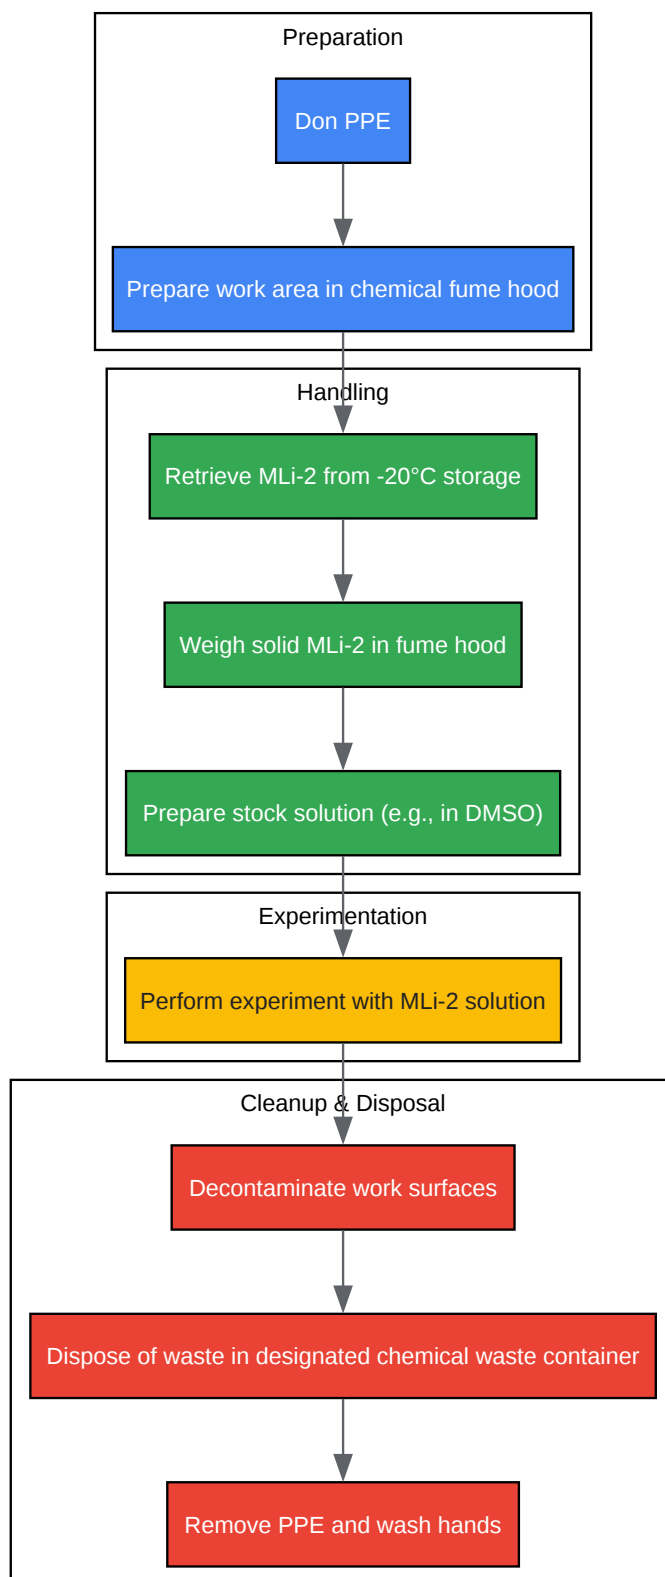 Preparation
Don PPE
Prepare work area in chemical fume hood
Handling
Retrieve MLi-2 from -20°C storage
Weigh solid MLi-2 in fume hood
Prepare stock solution (e.g., in DMSO)
Experimentation
Perform experiment with MLi-2 solution
Cleanup & Disposal
Decontaminate work surfaces
Dispose of waste in designated chemical waste container
Remove PPE and wash hands